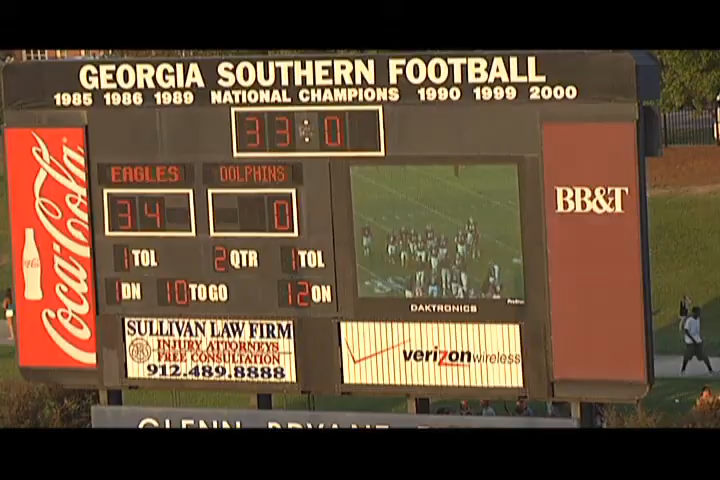 GEORGIA SOUTHERN FOOTBALL
1985 1986 1989 NATIONAL CHAMPIONS 1990 1999 2000
33:0
EAGLES DOLPHINS
34 0
1 TOL 2 QTR 1 TOL
1 DN 10 TO GO 12 ON
Coca-Cola
BB&T
DAKTRONICS
SULLIVAN LAW FIRM
INJURY ATTORNEYS
FREE CONSULTATION
912.489.8888
verizon wireless
GLENN